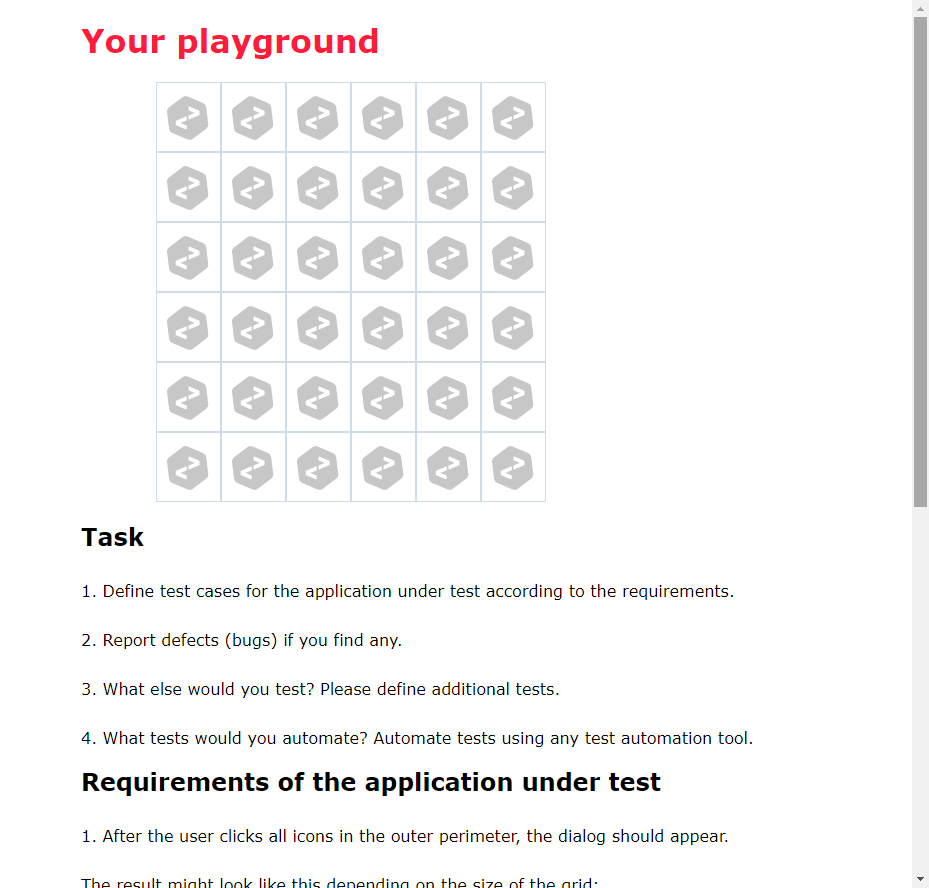 Your playground
Task
1. Define test cases for the application under test according to the requirements.
2. Report defects (bugs) if you find any.
3. What else would you test? Please define additional tests.
4. What tests would you automate? Automate tests using any test automation tool.
Requirements of the application under test
1. After the user clicks all icons in the outer perimeter, the dialog should appear.
The result might look like this depending on the size of the grid: